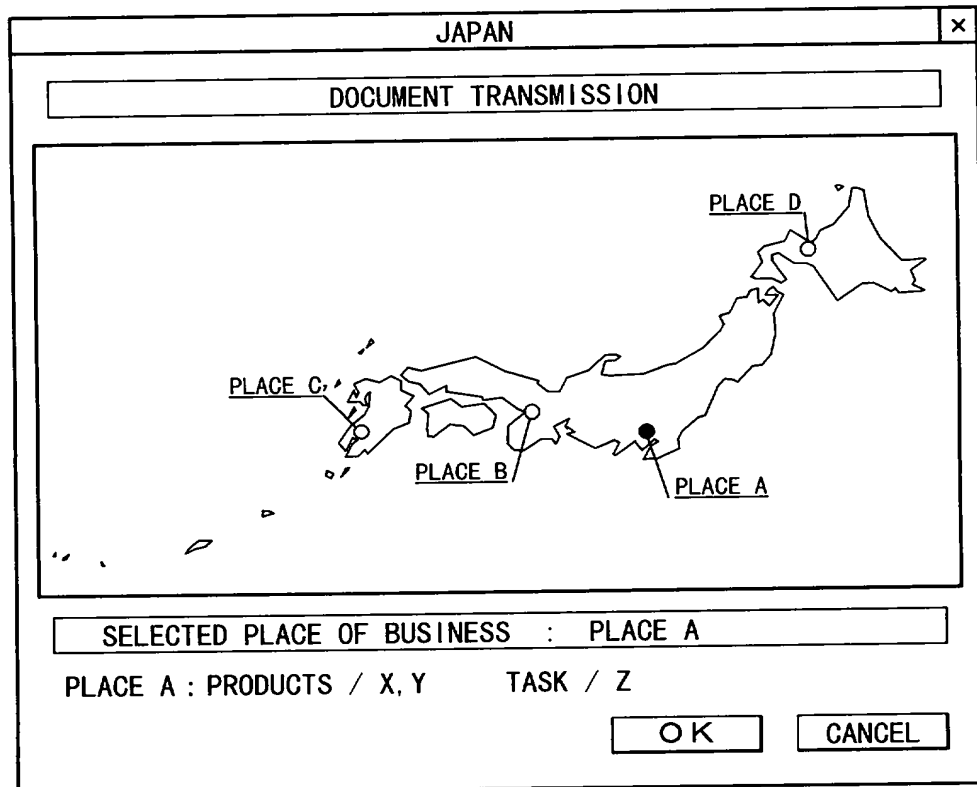 JAPAN ×
DOCUMENT TRANSMISSION
PLACE D
PLACE C
PLACE B
PLACE A
SELECTED PLACE OF BUSINESS : PLACE A
PLACE A : PRODUCTS / X, Y TASK / Z
OK CANCEL